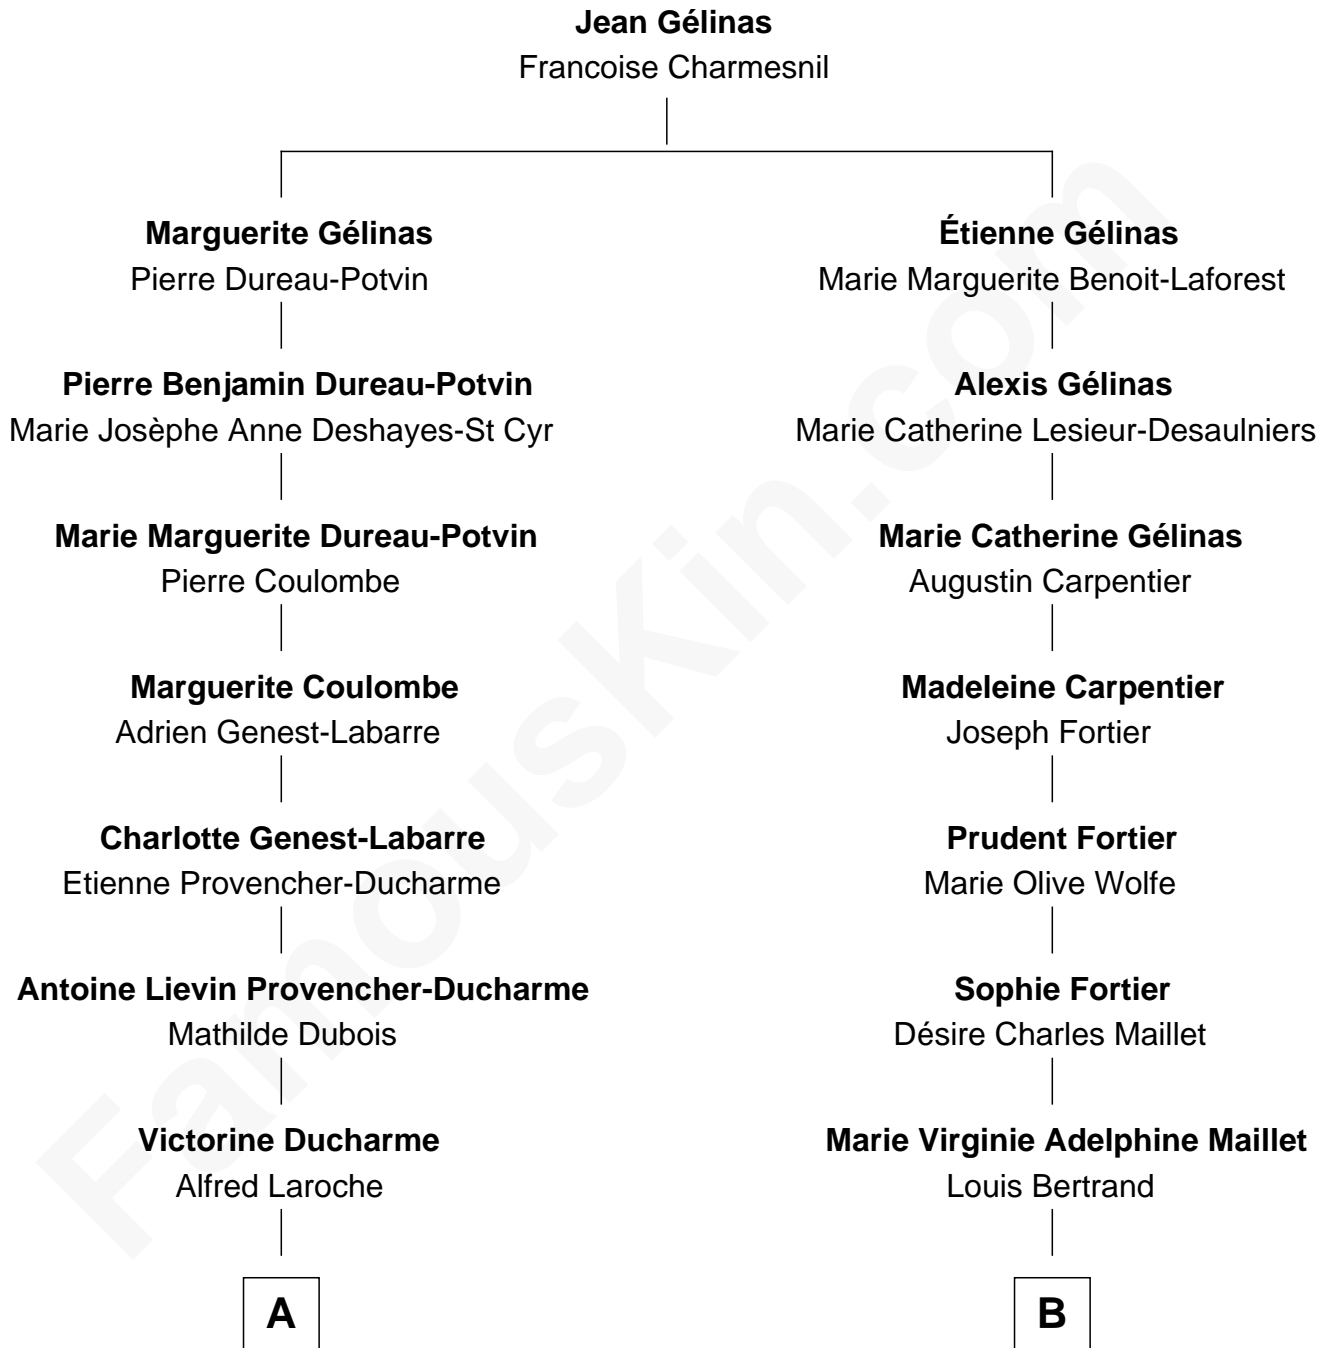 Jean Gélinas
Francoise Charmesnil
Marguerite Gélinas
Pierre Dureau-Potvin
Étienne Gélinas
Marie Marguerite Benoit-Laforest
Pierre Benjamin Dureau-Potvin
Marie Josèphe Anne Deshayes-St Cyr
Alexis Gélinas
Marie Catherine Lesieur-Desaulniers
Marie Marguerite Dureau-Potvin
Pierre Coulombe
Marie Catherine Gélinas
Augustin Carpentier
Marguerite Coulombe
Adrien Genest-Labarre
Madeleine Carpentier
Joseph Fortier
Charlotte Genest-Labarre
Etienne Provencher-Ducharme
Prudent Fortier
Marie Olive Wolfe
Antoine Lievin Provencher-Ducharme
Mathilde Dubois
Sophie Fortier
Désire Charles Maillet
Victorine Ducharme
Alfred Laroche
Marie Virginie Adelphine Maillet
Louis Bertrand
A
B
FamousKin.com